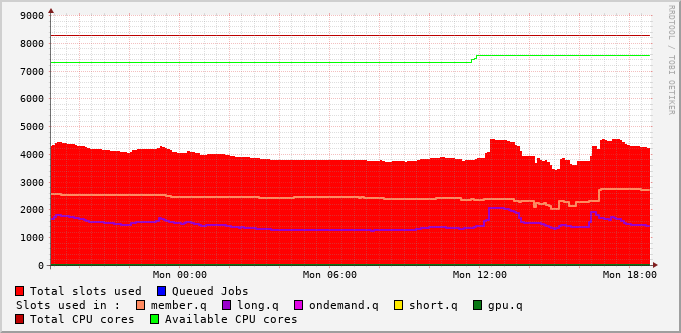 9000
8000
7000
6000
5000
4000
3000
2000
1000
0
Mon 00:00 Mon 06:00 Mon 12:00 Mon 18:00
RRDTOOL / TOBI OETIKER
Total slots used Queued Jobs
Slots used in : member.q long.q ondemand.q short.q gpu.q
Total CPU cores Available CPU cores